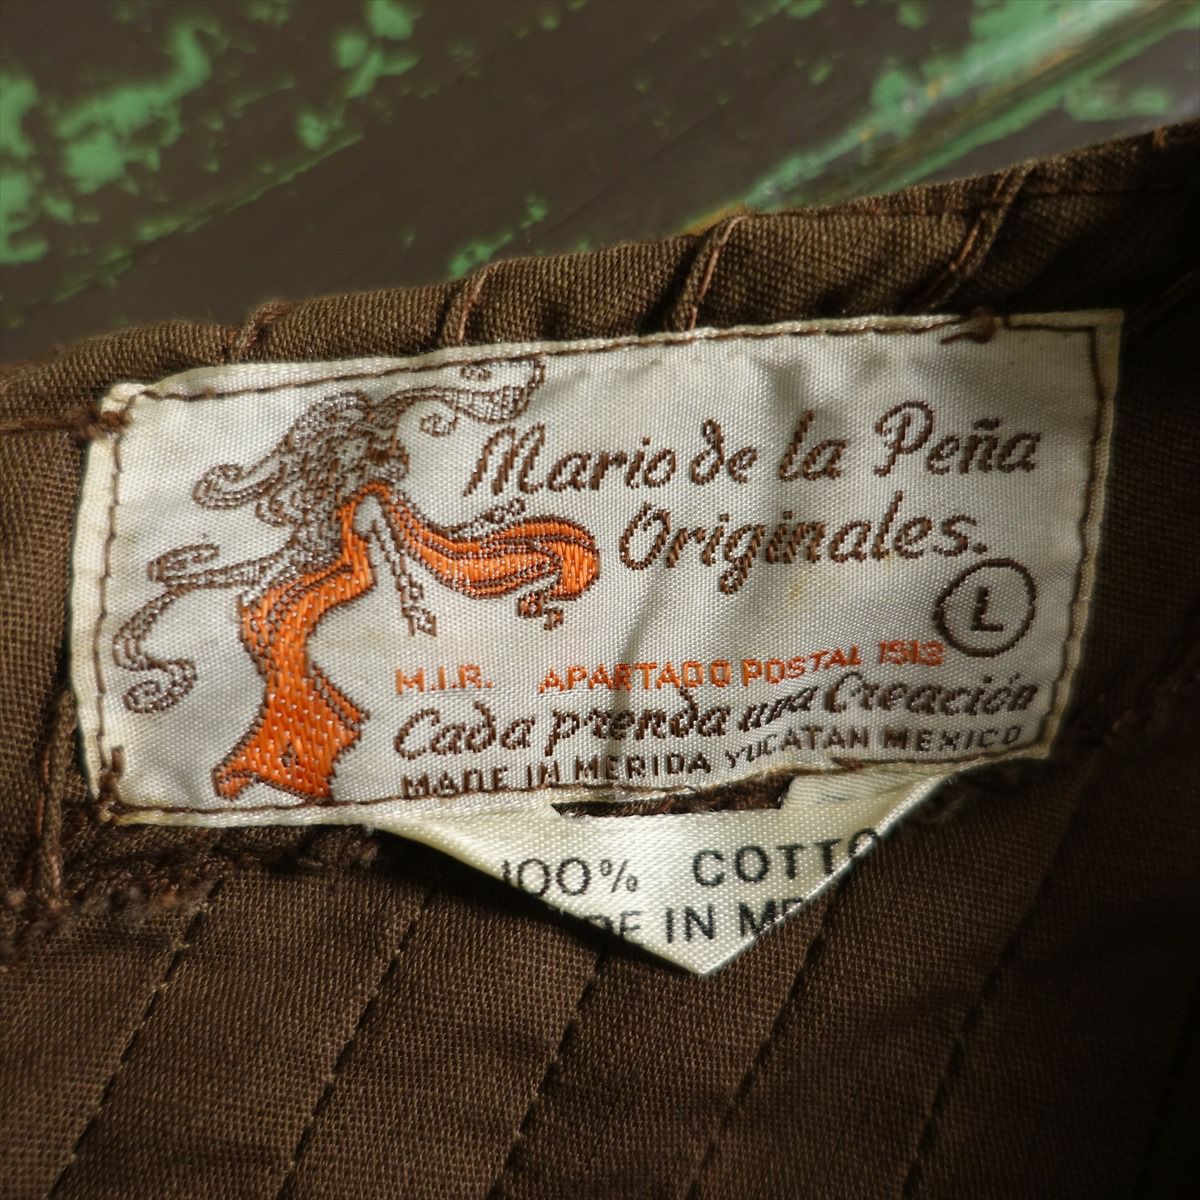 Mario de la Peña
Originales.
L
M.I.R. APARTADO POSTAL 1513
Cada prenda una Creación
MADE IN MERIDA YUCATAN MEXICO
100% COTTO
IN